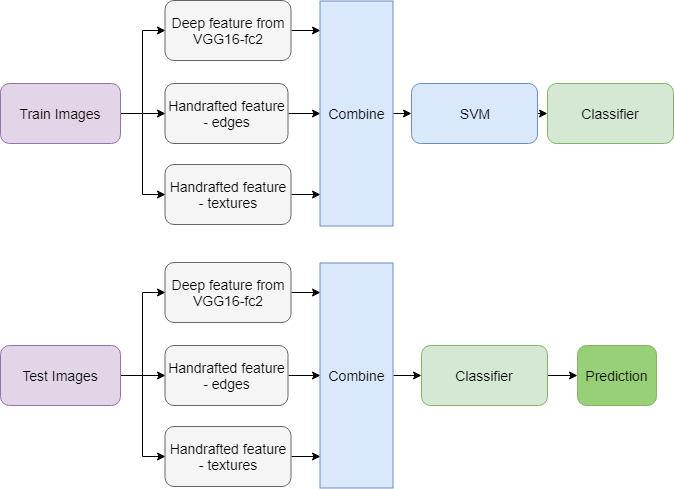 Deep feature from
VGG16-fc2
Train Images
Handrafted feature
- edges
Combine
SVM
Classifier
Handrafted feature
- textures
Deep feature from
VGG16-fc2
Test Images
Handrafted feature
- edges
Combine
Classifier
Prediction
Handrafted feature
- textures